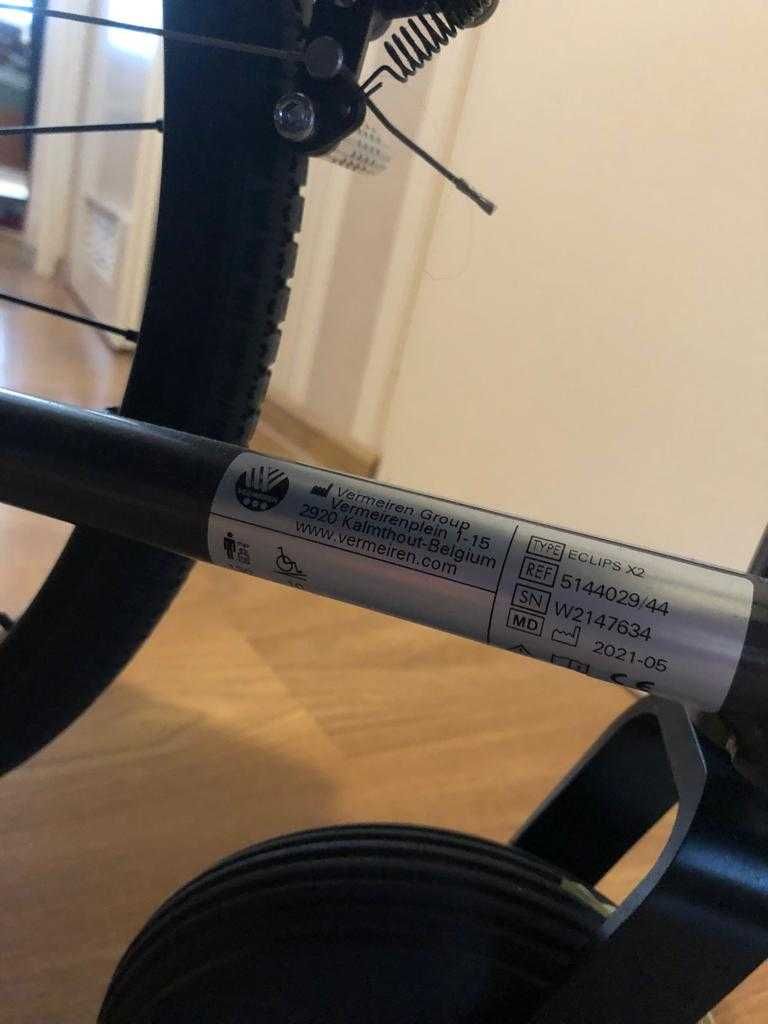 Vermeiren Group
Vermeirenplein 1-15
2920 Kalmthout-Belgium
www.vermeiren.com
TYPE ECLIPS X2
REF 5144029/44
SN W2147634
MD
2021-05
CE